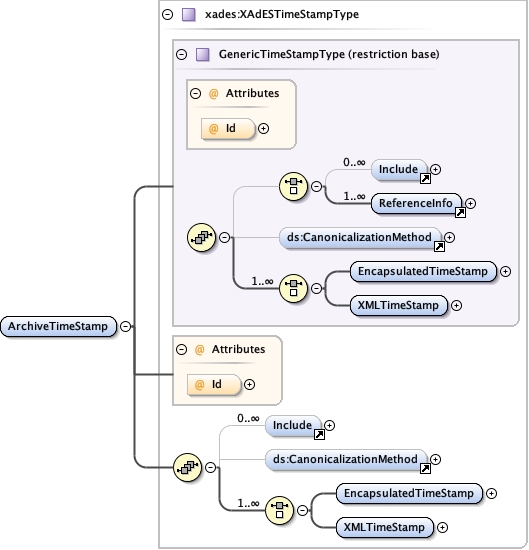 xades:XAdESTimeStampType
GenericTimeStampType (restriction base)
@ Attributes
@ Id
0..∞
Include
1..∞
ReferenceInfo
ds:CanonicalizationMethod
EncapsulatedTimeStamp
1..∞
XMLTimeStamp
ArchiveTimeStamp
@ Attributes
@ Id
0..∞
Include
ds:CanonicalizationMethod
EncapsulatedTimeStamp
1..∞
XMLTimeStamp